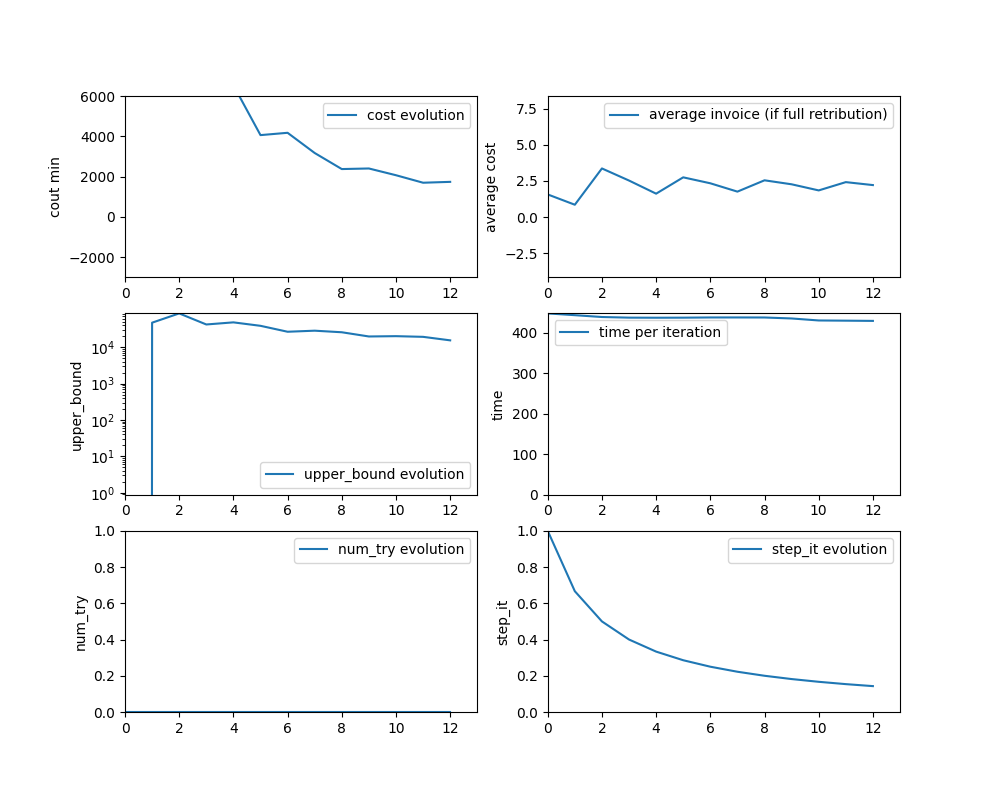 cost evolution
cout min
6000
4000
2000
0
−2000
0 2 4 6 8 10 12
average invoice (if full retribution)
average cost
7.5
5.0
2.5
0.0
−2.5
0 2 4 6 8 10 12
upper_bound evolution
upper_bound
10⁴
10³
10²
10¹
10⁰
0 2 4 6 8 10 12
time per iteration
time
400
300
200
100
0
0 2 4 6 8 10 12
num_try evolution
num_try
1.0
0.8
0.6
0.4
0.2
0.0
0 2 4 6 8 10 12
step_it evolution
step_it
1.0
0.8
0.6
0.4
0.2
0.0
0 2 4 6 8 10 12